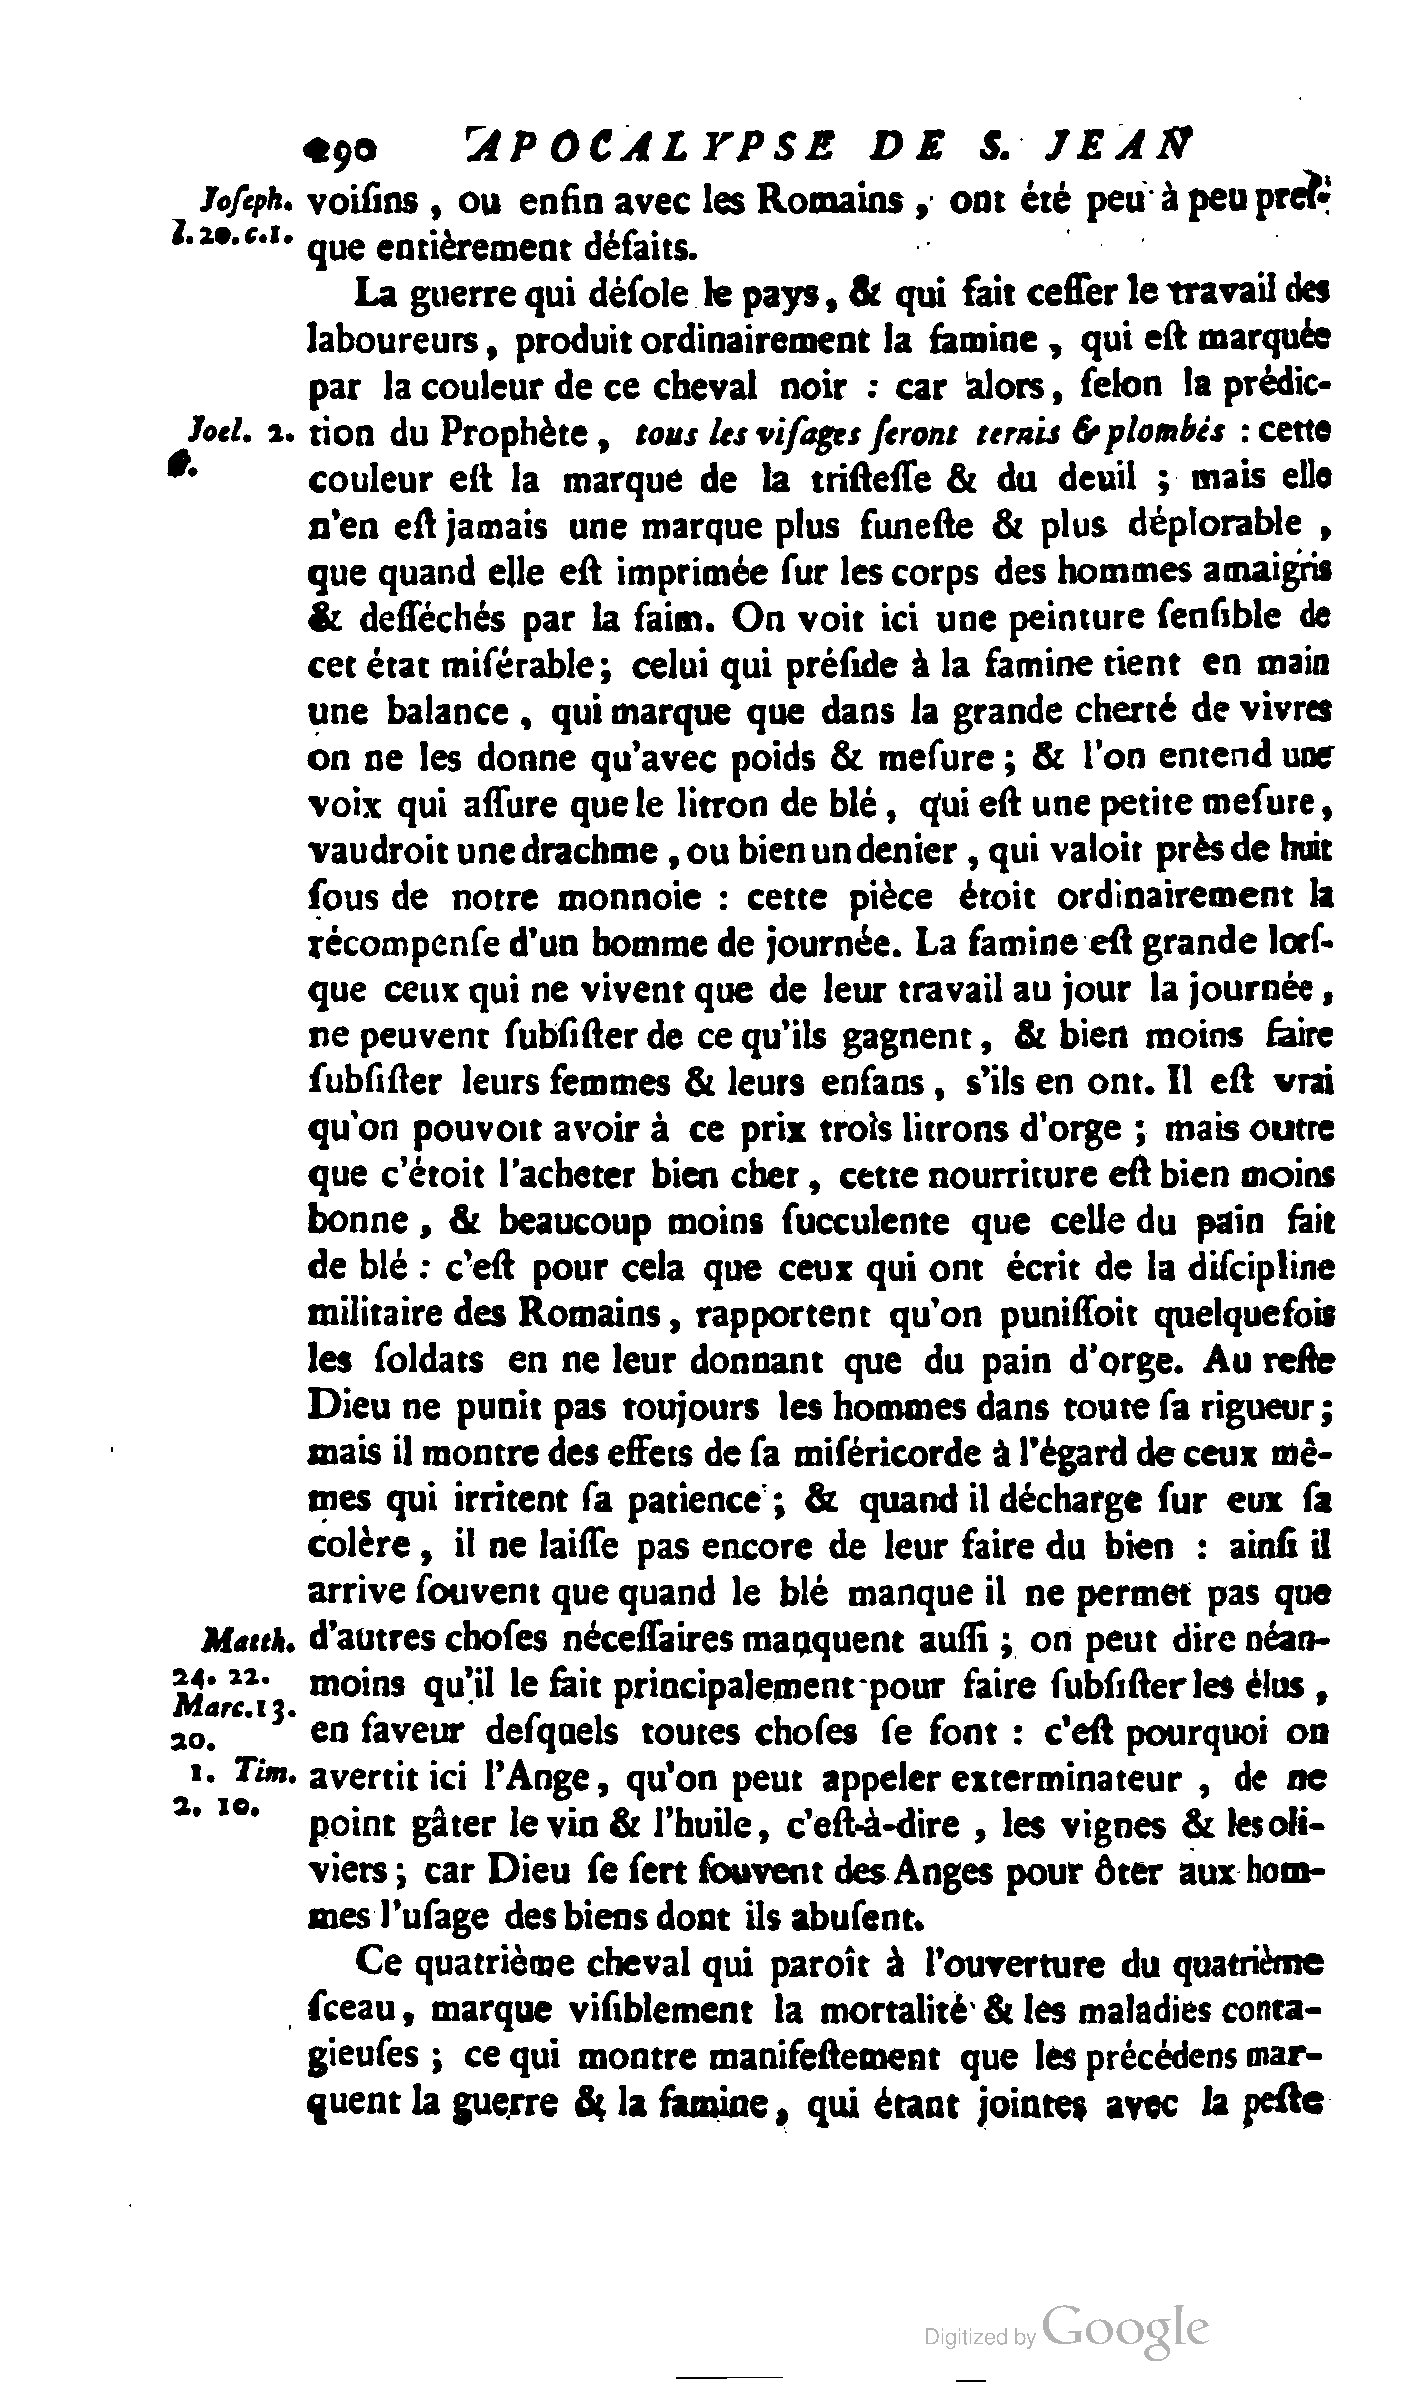 290 APOCALYPSE DE S. JEAN
Joſeph. voiſins , ou enfin avec les Romains , ont été peu à peu preſ-
l. 20. c. 1. que entièrement défaits.
La guerre qui déſole le pays , & qui fait ceſſer le travail des
laboureurs , produit ordinairement la famine , qui eſt marquée
par la couleur de ce cheval noir : car alors , ſelon la prédic-
Joel. 2. tion du Prophète , tous les viſages ſeront ternis & plombés : cette
6. couleur eſt la marque de la triſteſſe & du deuil ; mais elle
n'en eſt jamais une marque plus funeſte & plus déplorable ,
que quand elle eſt imprimée ſur les corps des hommes amaigris
& deſſéchés par la faim. On voit ici une peinture ſenſible de
cet état miſérable ; celui qui préſide à la famine tient en main
une balance , qui marque que dans la grande cherté de vivres
on ne les donne qu'avec poids & meſure ; & l'on entend une
voix qui aſſure que le litron de blé , qui eſt une petite meſure ,
vaudroit une drachme , ou bien un denier , qui valoit près de huit
ſous de notre monnoie : cette pièce étoit ordinairement la
récompenſe d'un homme de journée. La famine eſt grande lorſ-
que ceux qui ne vivent que de leur travail au jour la journée ,
ne peuvent ſubſiſter de ce qu'ils gagnent , & bien moins faire
ſubſiſter leurs femmes & leurs enfans , s'ils en ont. Il eſt vrai
qu'on pouvoit avoir à ce prix trois litrons d'orge ; mais outre
que c'étoit l'acheter bien cher , cette nourriture eſt bien moins
bonne , & beaucoup moins ſucculente que celle du pain fait
de blé : c'eſt pour cela que ceux qui ont écrit de la diſcipline
militaire des Romains , rapportent qu'on puniſſoit quelquefois
les ſoldats en ne leur donnant que du pain d'orge. Au reſte
Dieu ne punit pas toujours les hommes dans toute ſa rigueur ;
mais il montre des effets de ſa miſéricorde à l'égard de ceux mê-
mes qui irritent ſa patience ; & quand il décharge ſur eux ſa
colère , il ne laiſſe pas encore de leur faire du bien : ainſi il
arrive ſouvent que quand le blé manque il ne permet pas que
Matth. d'autres choſes néceſſaires manquent auſſi ; on peut dire néan-
24. 22. moins qu'il le fait principalement pour faire ſubſiſter les élus ,
Marc. 13.
20. en faveur deſquels toutes choſes ſe font : c'eſt pourquoi on
1. Tim. avertit ici l'Ange , qu'on peut appeler exterminateur , de ne
2. 10. point gâter le vin & l'huile , c'eſt-à-dire , les vignes & les oli-
viers ; car Dieu ſe ſert ſouvent des Anges pour ôter aux hom-
mes l'uſage des biens dont ils abuſent.
Ce quatrième cheval qui paroît à l'ouverture du quatrième
ſceau , marque viſiblement la mortalité & les maladies conta-
gieuſes ; ce qui montre manifeſtement que les précédens mar-
quent la guerre & la famine , qui étant jointes avec la peſte
Digitized by Google